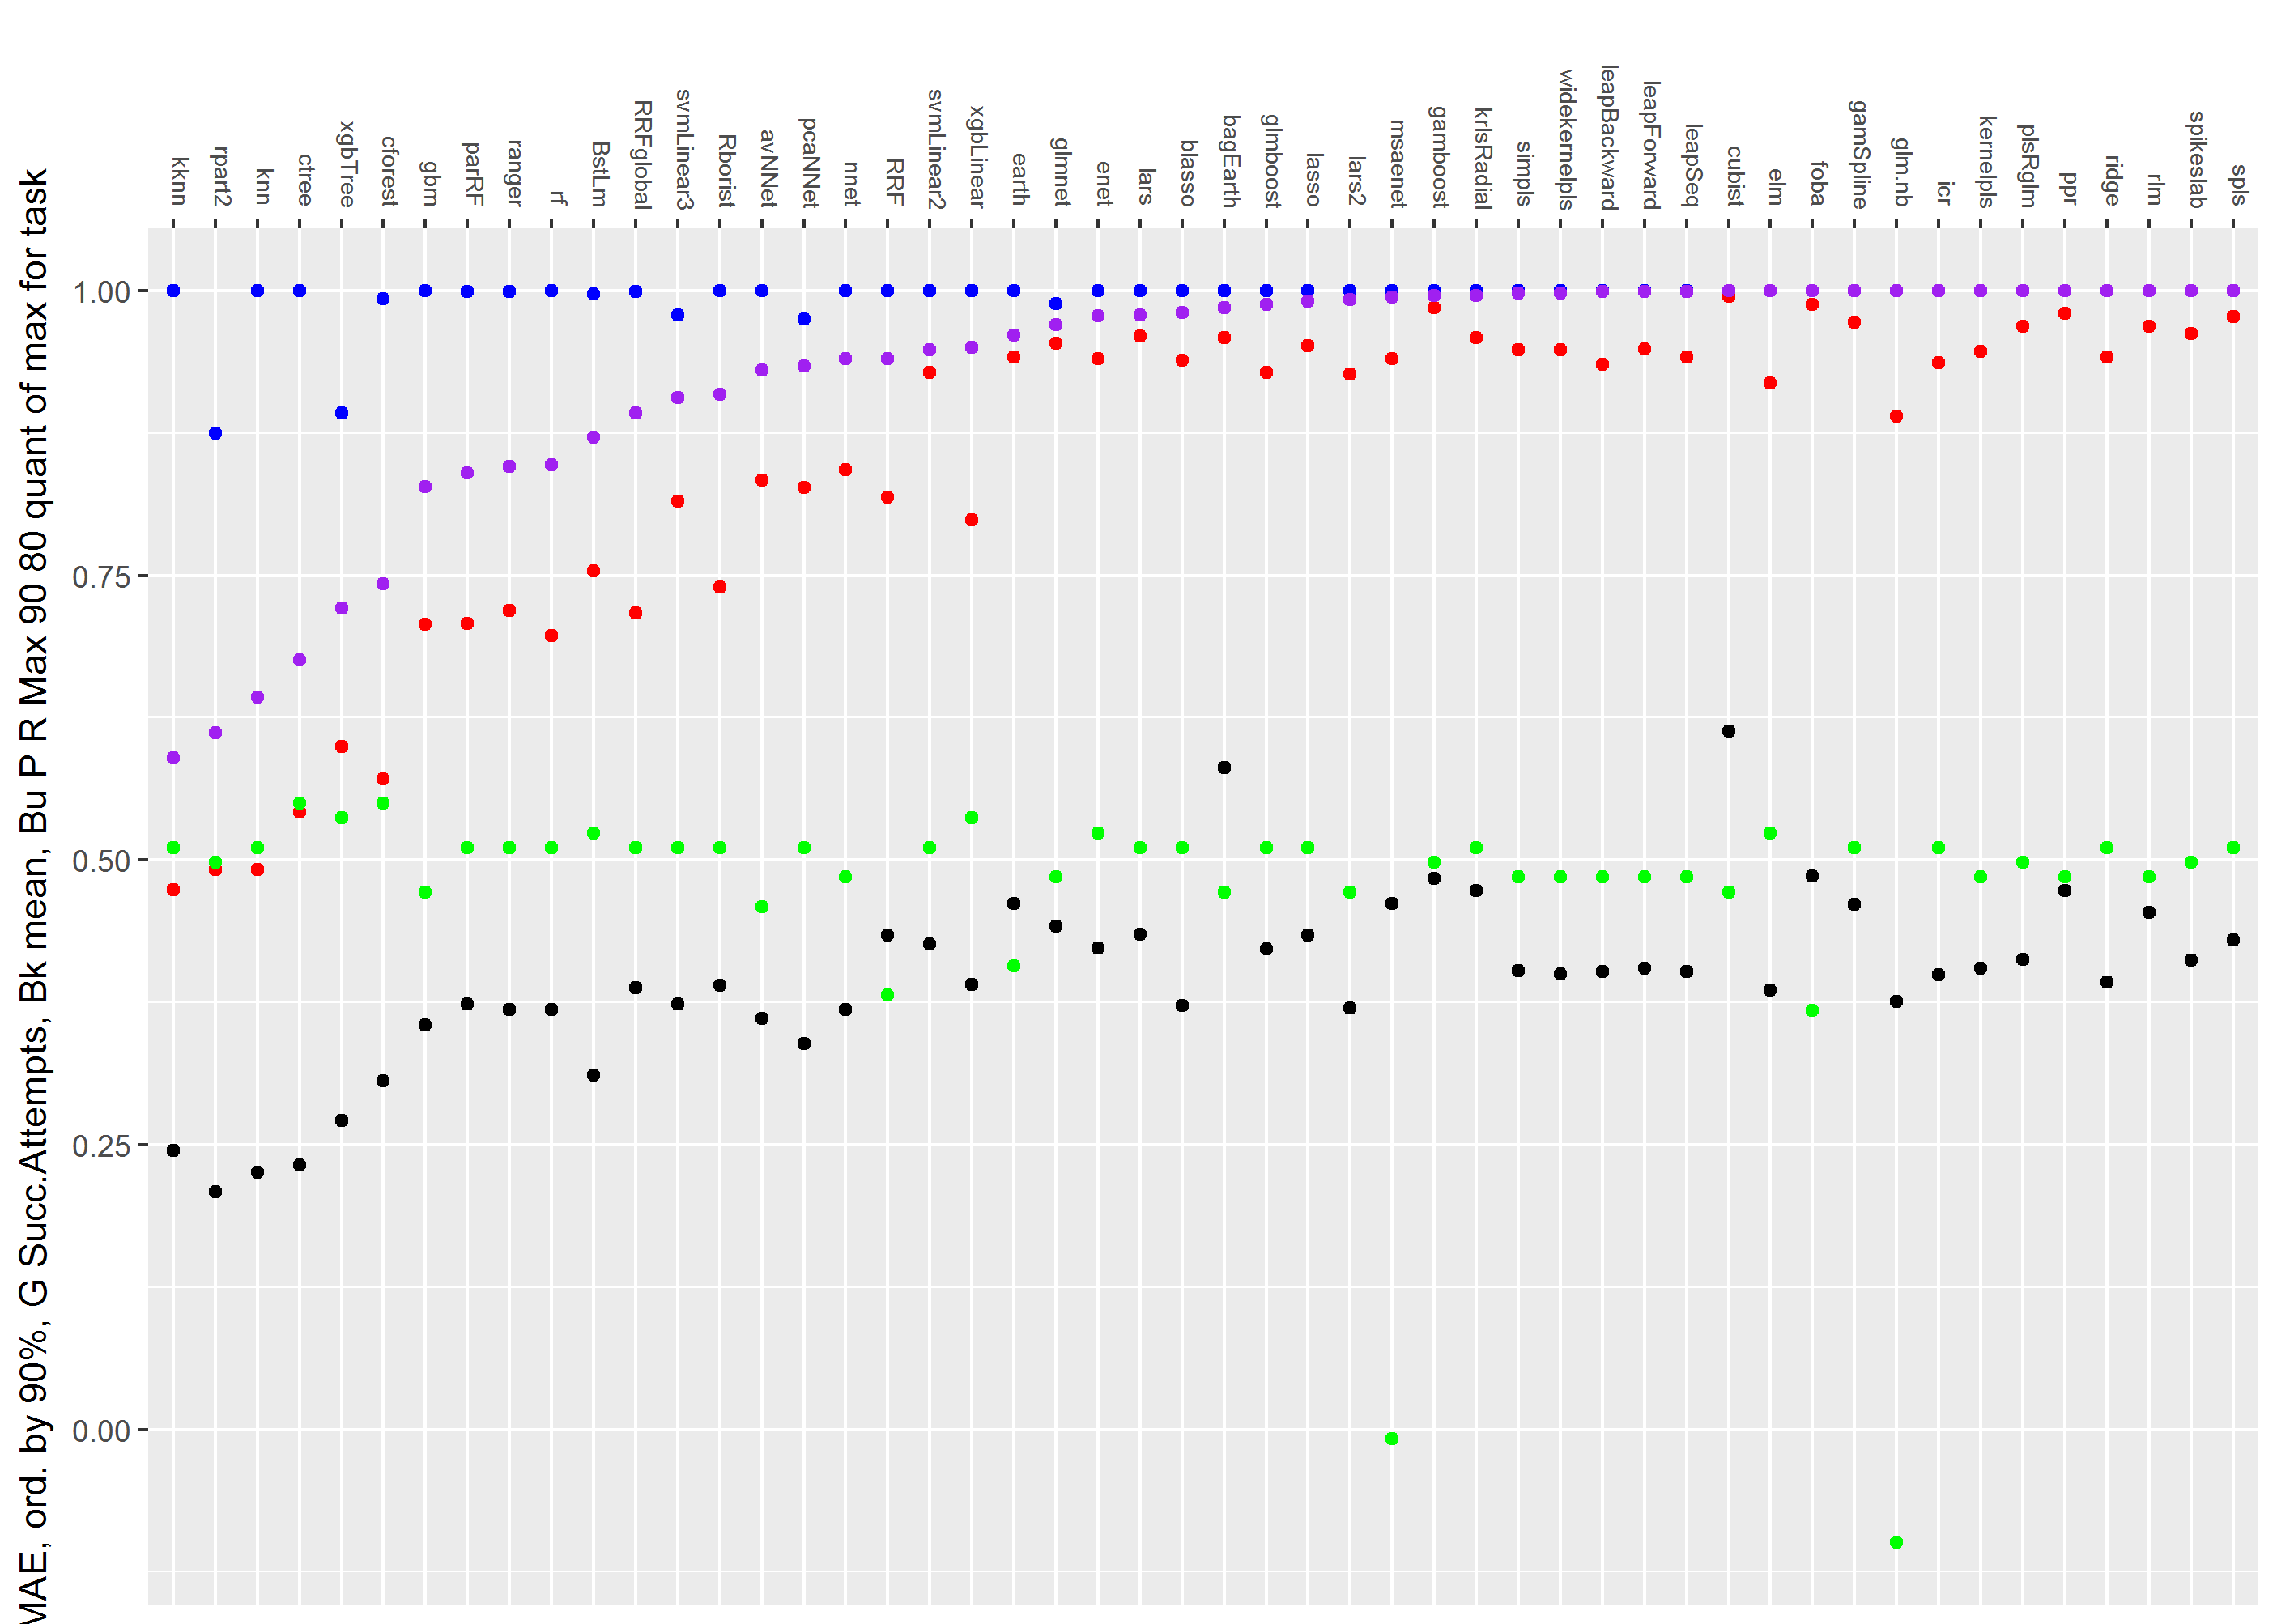 kknn
rpart2
knn
ctree
xgbTree
cforest
gbm
parRF
ranger
rf
BstLm
RRFglobal
svmLinear3
Rborist
avNNet
pcaNNet
nnet
RRF
svmLinear2
xgbLinear
earth
glmnet
enet
lars
blasso
bagEarth
glmboost
lasso
lars2
msaenet
gamboost
krlsRadial
simpls
widekernelpls
leapBackward
leapForward
leapSeq
cubist
elm
foba
gamSpline
glm.nb
icr
kernelpls
plsRglm
ppr
ridge
rlm
spikeslab
spls
MAE, ord. by 90%, G Succ.Attempts, Bk mean, Bu P R Max 90 80 quant of max for task
1.00
0.75
0.50
0.25
0.00